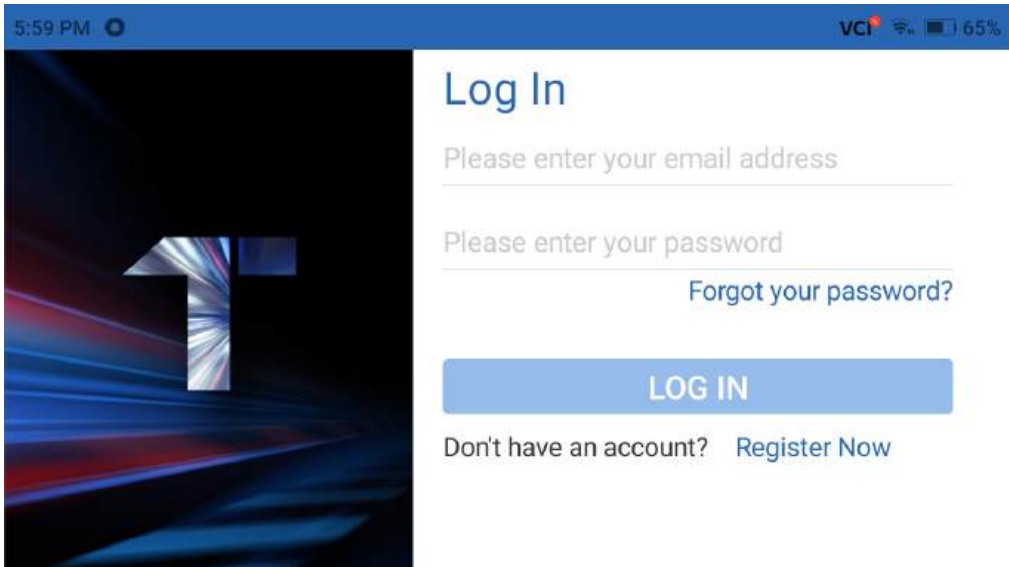 5:59 PM VCI 65%
Log In
Please enter your email address
Please enter your password
Forgot your password?
LOG IN
Don't have an account? Register Now